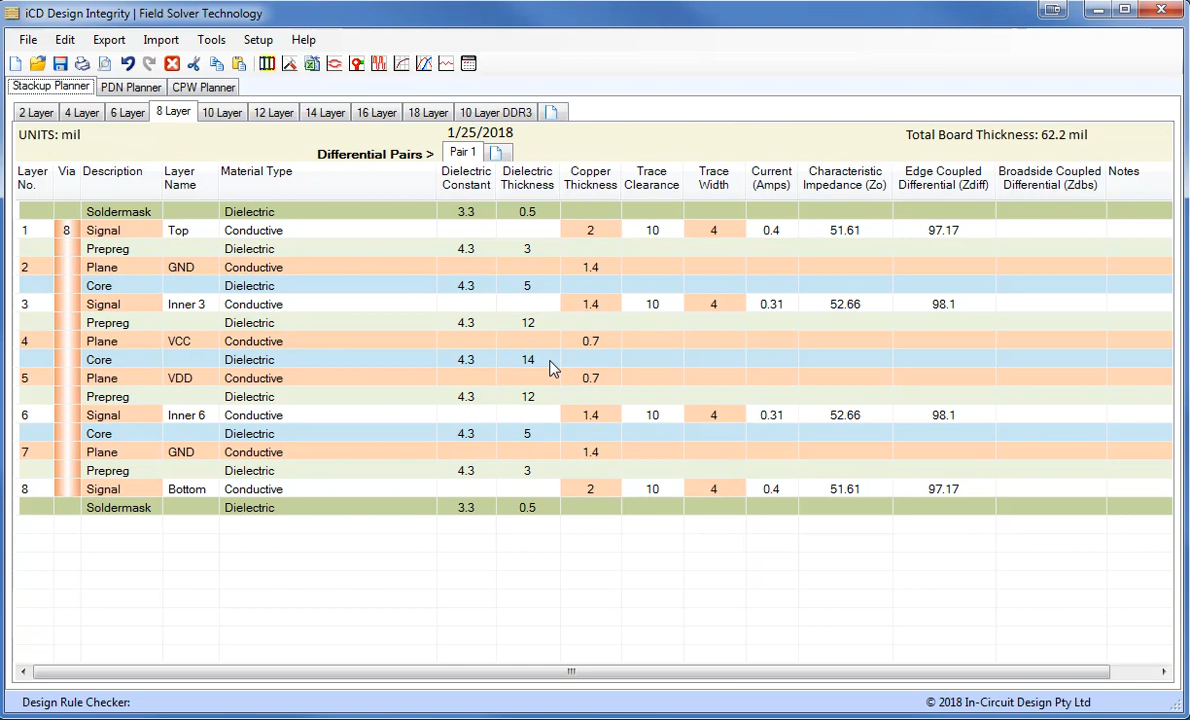 iCD Design Integrity | Field Solver Technology
File Edit Export Import Tools Setup Help
Stackup Planner PDN Planner CPW Planner
2 Layer 4 Layer 6 Layer 8 Layer 10 Layer 12 Layer 14 Layer 16 Layer 18 Layer 10 Layer DDR3
UNITS: mil 1/25/2018 Total Board Thickness: 62.2 mil
Differential Pairs > Pair 1
Layer No. Via Description Layer Name Material Type Dielectric Constant Dielectric Thickness Copper Thickness Trace Clearance Trace Width Current (Amps) Characteristic Impedance (Zo) Edge Coupled Differential (Zdiff) Broadside Coupled Differential (Zdbs) Notes
Soldermask Dielectric 3.3 0.5
1 8 Signal Top Conductive 2 10 4 0.4 51.61 97.17
Prepreg Dielectric 4.3 3
2 Plane GND Conductive 1.4
Core Dielectric 4.3 5
3 Signal Inner 3 Conductive 1.4 10 4 0.31 52.66 98.1
Prepreg Dielectric 4.3 12
4 Plane VCC Conductive 0.7
Core Dielectric 4.3 14
5 Plane VDD Conductive 0.7
Prepreg Dielectric 4.3 12
6 Signal Inner 6 Conductive 1.4 10 4 0.31 52.66 98.1
Core Dielectric 4.3 5
7 Plane GND Conductive 1.4
Prepreg Dielectric 4.3 3
8 Signal Bottom Conductive 2 10 4 0.4 51.61 97.17
Soldermask Dielectric 3.3 0.5
Design Rule Checker: © 2018 In-Circuit Design Pty Ltd